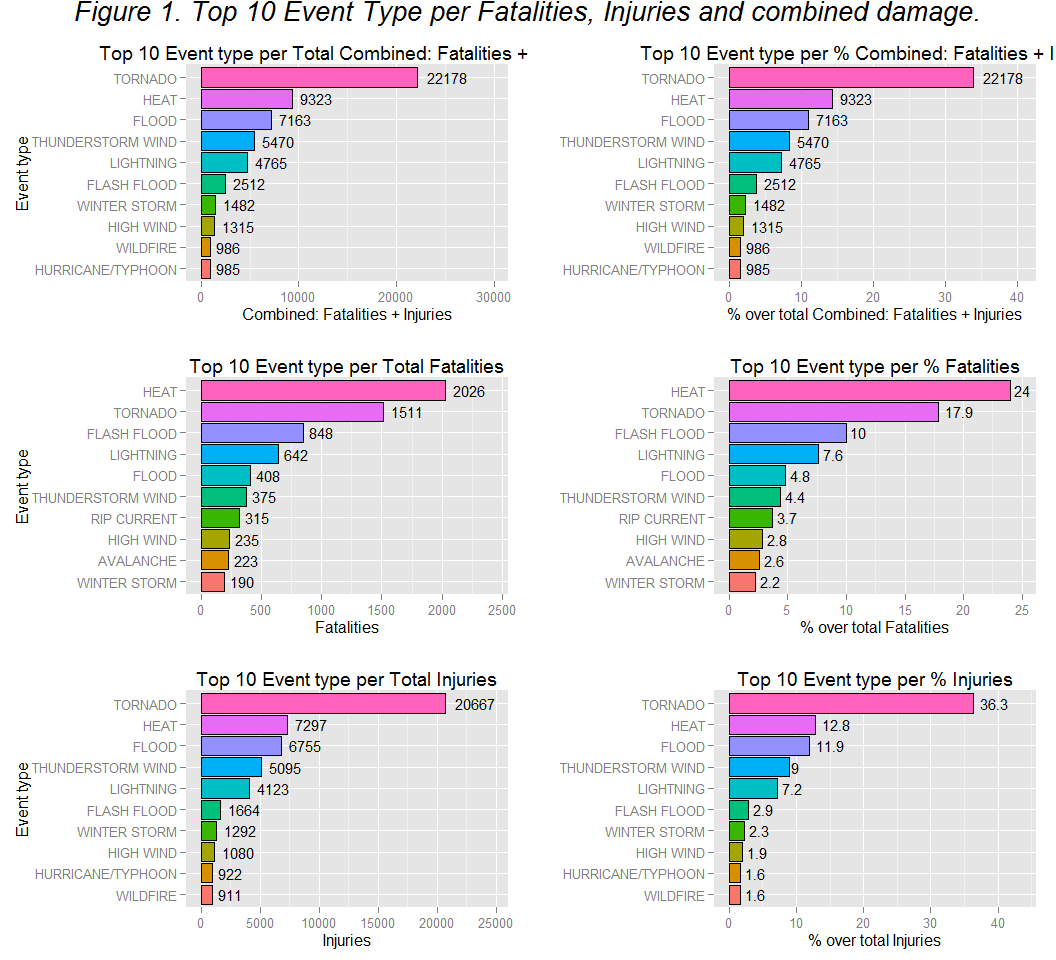 Figure 1. Top 10 Event Type per Fatalities, Injuries and combined damage.
Top 10 Event type per Total Combined: Fatalities +
Event type
TORNADO 22178
HEAT 9323
FLOOD 7163
THUNDERSTORM WIND 5470
LIGHTNING 4765
FLASH FLOOD 2512
WINTER STORM 1482
HIGH WIND 1315
WILDFIRE 986
HURRICANE/TYPHOON 985
0 10000 20000 30000
Combined: Fatalities + Injuries
Top 10 Event type per % Combined: Fatalities + I
TORNADO 22178
HEAT 9323
FLOOD 7163
THUNDERSTORM WIND 5470
LIGHTNING 4765
FLASH FLOOD 2512
WINTER STORM 1482
HIGH WIND 1315
WILDFIRE 986
HURRICANE/TYPHOON 985
0 10 20 30 40
% over total Combined: Fatalities + Injuries
Top 10 Event type per Total Fatalities
Event type
HEAT 2026
TORNADO 1511
FLASH FLOOD 848
LIGHTNING 642
FLOOD 408
THUNDERSTORM WIND 375
RIP CURRENT 315
HIGH WIND 235
AVALANCHE 223
WINTER STORM 190
0 500 1000 1500 2000 2500
Fatalities
Top 10 Event type per % Fatalities
HEAT 24
TORNADO 17.9
FLASH FLOOD 10
LIGHTNING 7.6
FLOOD 4.8
THUNDERSTORM WIND 4.4
RIP CURRENT 3.7
HIGH WIND 2.8
AVALANCHE 2.6
WINTER STORM 2.2
0 5 10 15 20 25
% over total Fatalities
Top 10 Event type per Total Injuries
Event type
TORNADO 20667
HEAT 7297
FLOOD 6755
THUNDERSTORM WIND 5095
LIGHTNING 4123
FLASH FLOOD 1664
WINTER STORM 1292
HIGH WIND 1080
HURRICANE/TYPHOON 922
WILDFIRE 911
0 5000 10000 15000 20000 25000
Injuries
Top 10 Event type per % Injuries
TORNADO 36.3
HEAT 12.8
FLOOD 11.9
THUNDERSTORM WIND 9
LIGHTNING 7.2
FLASH FLOOD 2.9
WINTER STORM 2.3
HIGH WIND 1.9
HURRICANE/TYPHOON 1.6
WILDFIRE 1.6
0 10 20 30 40
% over total Injuries